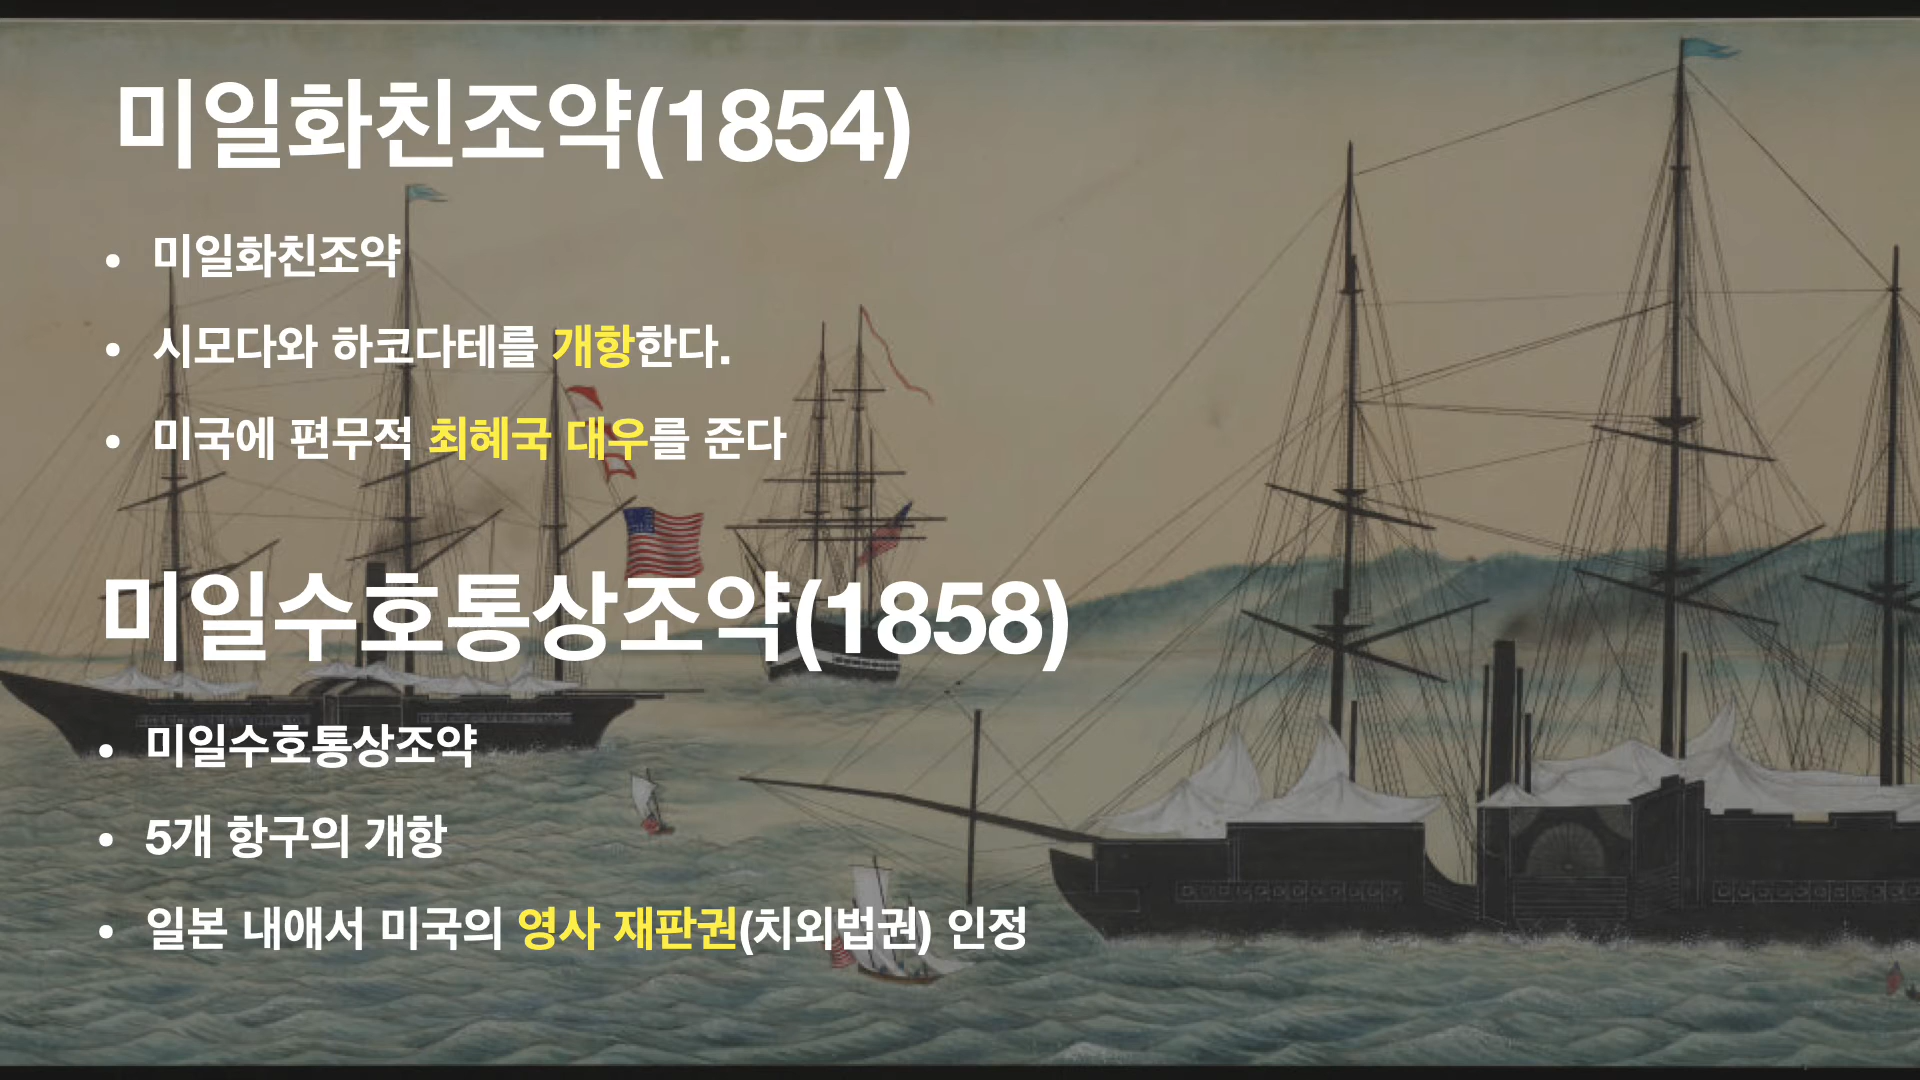 미일화친조약(1854)
• 미일화친조약
• 시모다와 하코다테를 개항한다.
• 미국에 편무적 최혜국 대우를 준다
미일수호통상조약(1858)
• 미일수호통상조약
• 5개 항구의 개항
• 일본 내애서 미국의 영사 재판권(치외법권) 인정